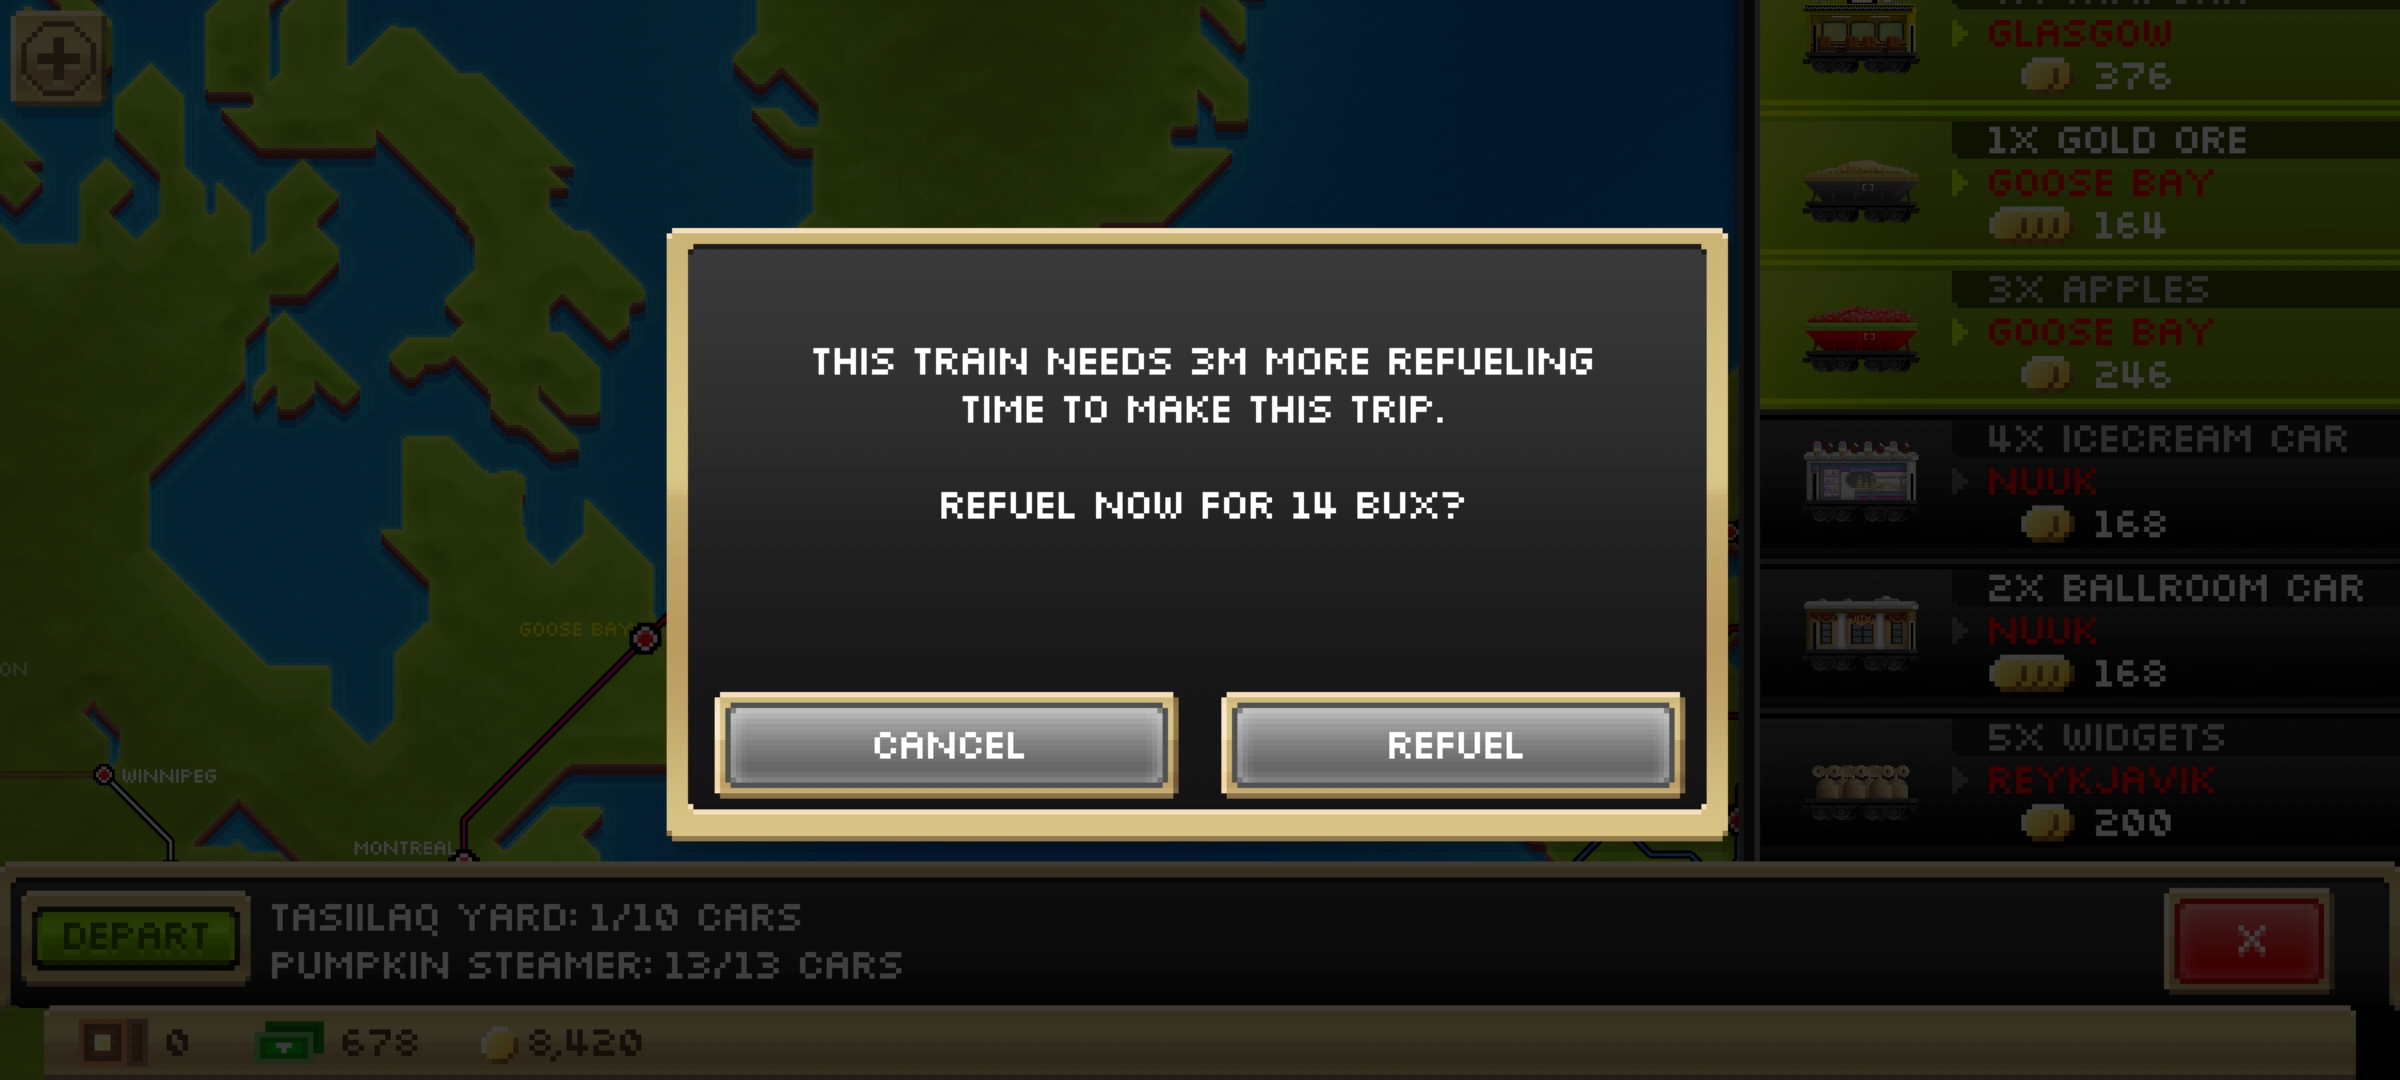 GLASGOW
376
1X GOLD ORE
GOOSE BAY
164
3X APPLES
GOOSE BAY
246
4X ICECREAM CAR
NUUK
168
2X BALLROOM CAR
NUUK
168
5X WIDGETS
REYKJAVIK
200
THIS TRAIN NEEDS 3M MORE REFUELING
TIME TO MAKE THIS TRIP.
REFUEL NOW FOR 14 BUX?
CANCEL
REFUEL
GOOSE BAY
ON
WINNIPEG
MONTREAL
DEPART
TASIILAQ YARD: 1/10 CARS
PUMPKIN STEAMER: 13/13 CARS
X
0
678
8,420